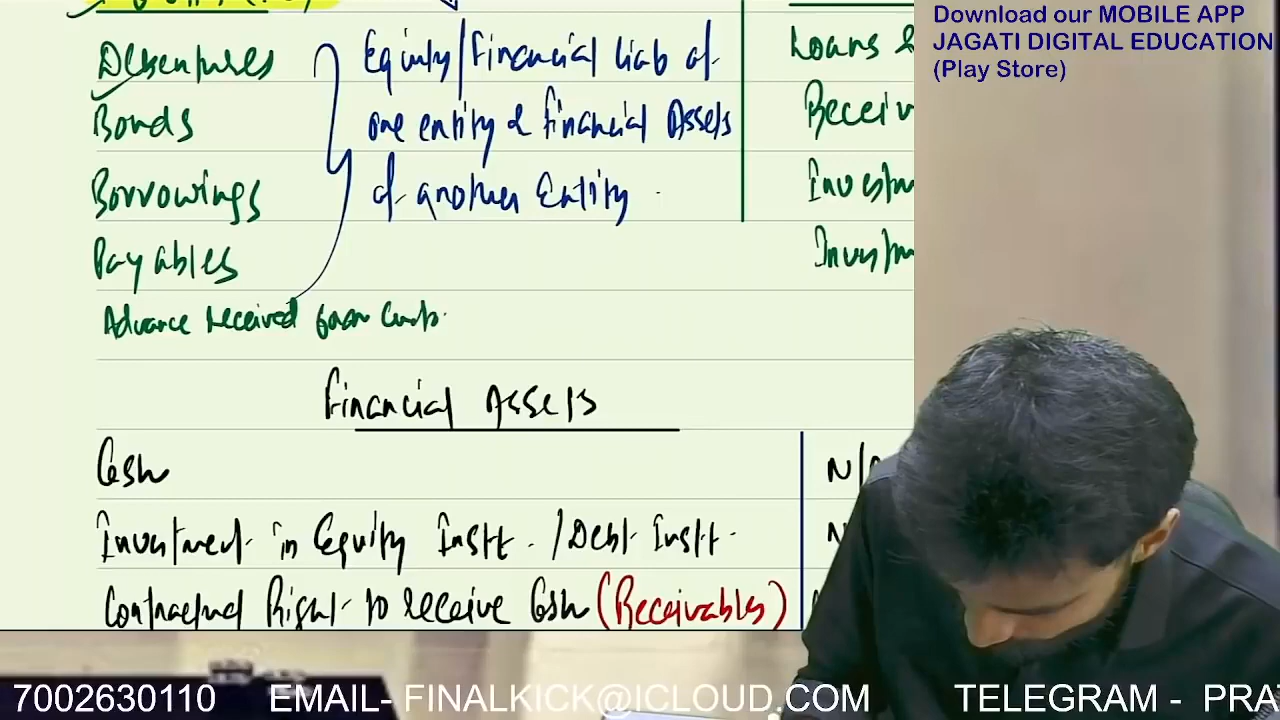 Download our MOBILE APP
JAGATI DIGITAL EDUCATION
(Play Store)
Debentures
Bonds
Borrowings
Payables
Advance received from Custo.
Equity/Financial Liab of
one entity & Financial Assets
of another Entity
Loans &
Receiv
Investm
Investm
Financial Assets
Cash
Investment in Equity Instt. /Debt Instt.
Contractual Right to receive Cash (Receivables)
N/
N
7002630110 EMAIL- FINALKICK@ICLOUD.COM TELEGRAM - PRA